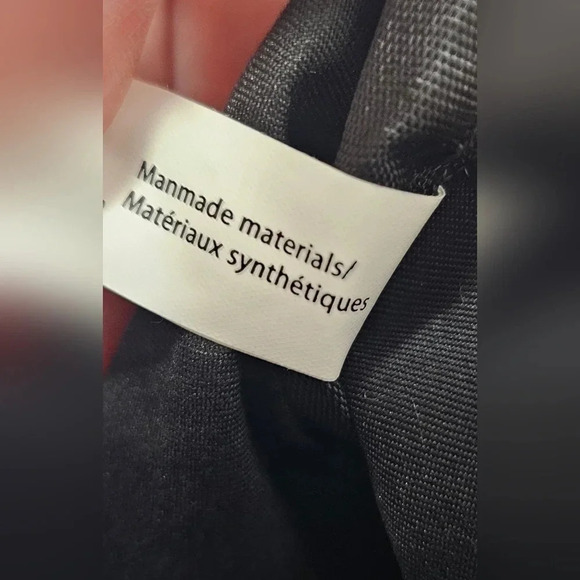 Manmade materials/
Matériaux synthétiques